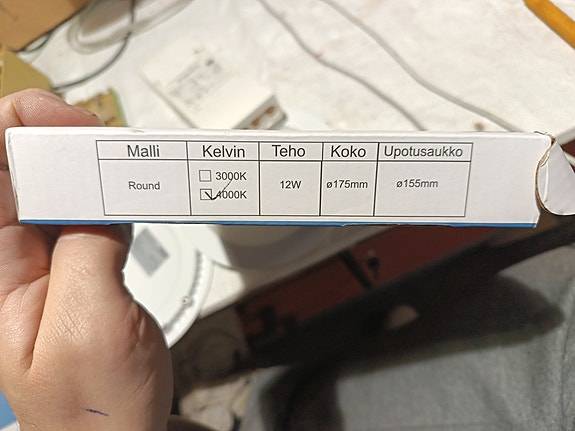 Malli Kelvin Teho Koko Upotusaukko
Round 3000K 12W ø175mm ø155mm
4000K